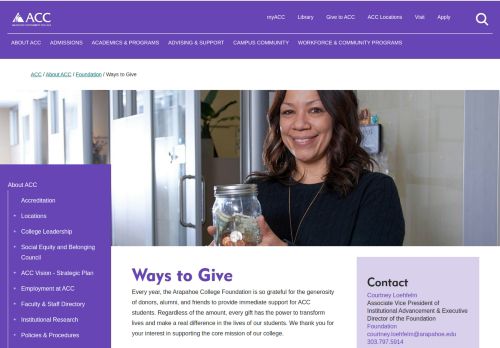 ACC
myACC Library Give to ACC ACC Locations Visit Apply
ABOUT ACC ADMISSIONS ACADEMICS & PROGRAMS ADVISING & SUPPORT CAMPUS COMMUNITY WORKFORCE & COMMUNITY PROGRAMS
ACC / About ACC / Foundation / Ways to Give
About ACC
Accreditation
Locations
College Leadership
Social Equity and Belonging
Council
ACC Vision - Strategic Plan
Employment at ACC
Faculty & Staff Directory
Institutional Research
Policies & Procedures
Ways to Give
Every year, the Arapahoe College Foundation is so grateful for the generosity
of donors, alumni, and friends to provide immediate support for ACC
students. Regardless of the amount, every gift has the power to transform
lives and make a real difference in the lives of our students. We thank you for
your interest in supporting the core mission of our college.
Contact
Courtney Loehfelm
Associate Vice President of
Institutional Advancement & Executive
Director of the Foundation
Foundation
courtney.loehfelm@arapahoe.edu
303.797.5914